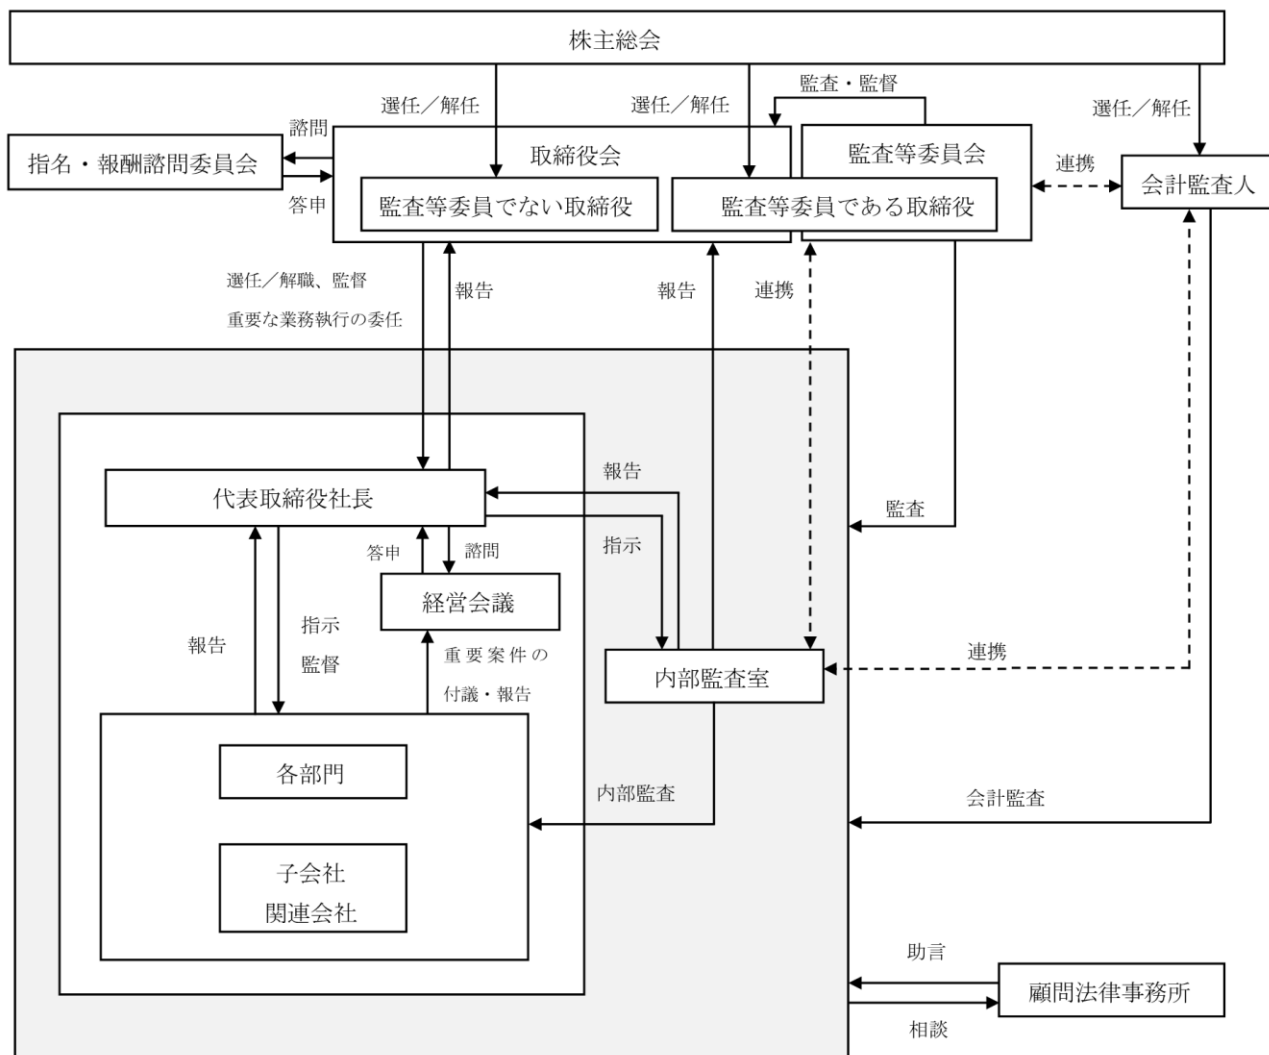 株主総会
監査・監督
選任／解任
選任／解任
選任／解任
諮問
取締役会
監査等委員会
指名・報酬諮問委員会
連携
会計監査人
答申
監査等委員でない取締役
監査等委員である取締役
選任／解職、監督
重要な業務執行の委任
報告
報告
連携
報告
代表取締役社長
監査
指示
答申
諮問
経営会議
報告
指示
監督
重要案件の
付議・報告
連携
内部監査室
各部門
内部監査
会計監査
子会社
関連会社
助言
顧問法律事務所
相談